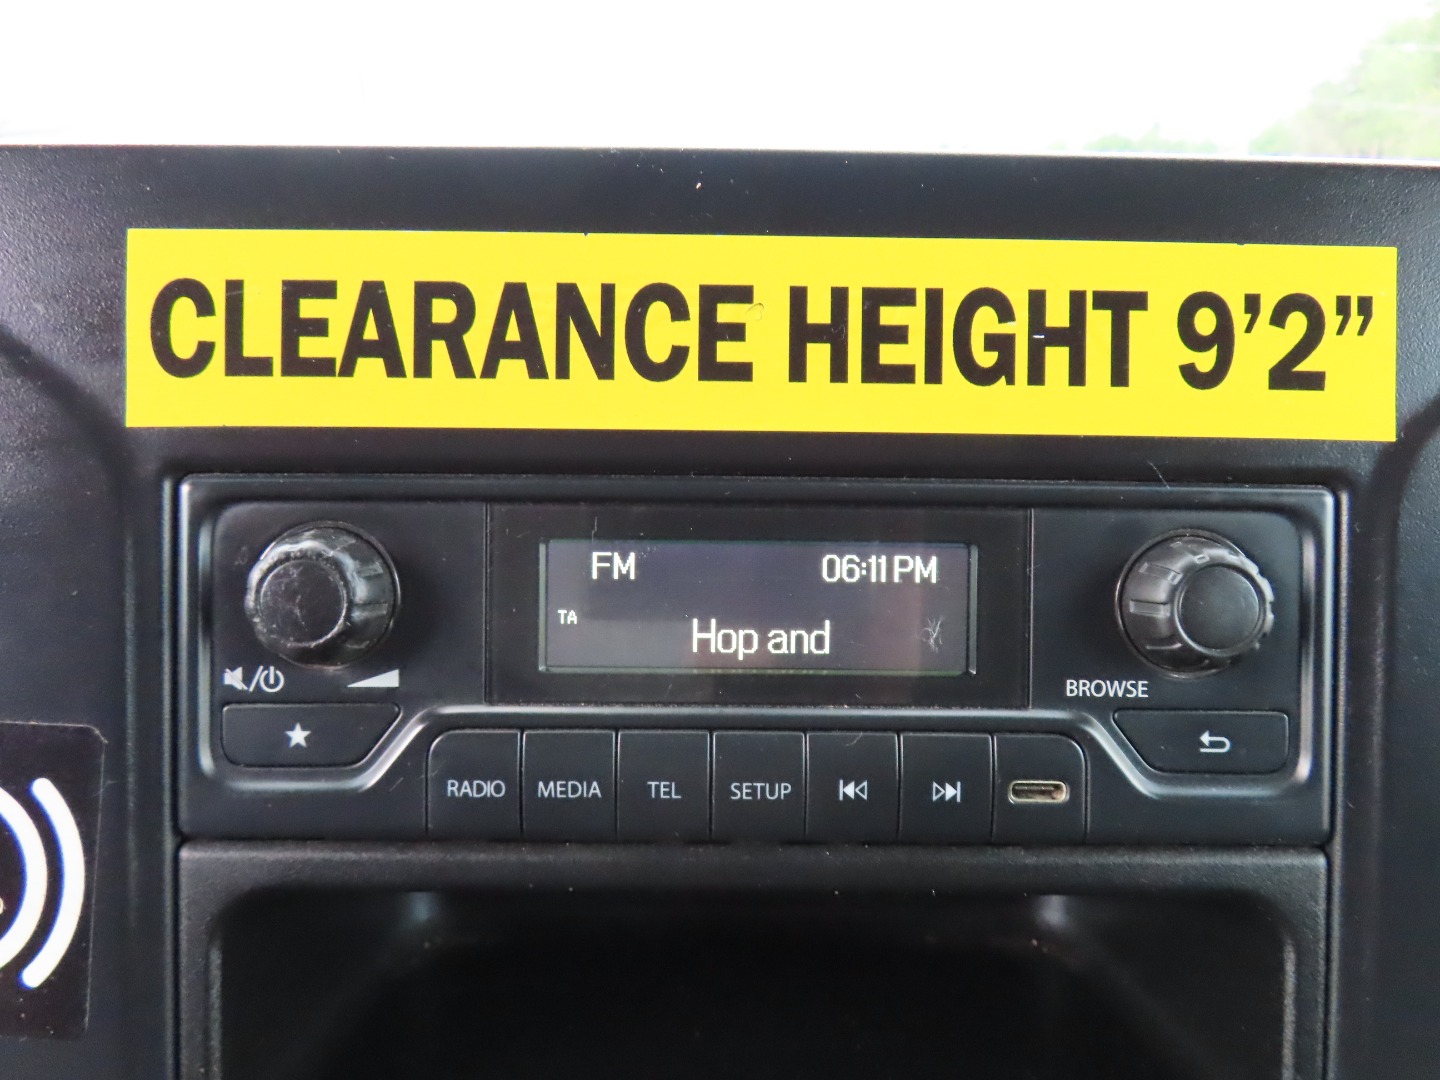 CLEARANCE HEIGHT 9’2”
FM 06:11 PM
TA
Hop and
BROWSE
RADIO MEDIA TEL SETUP